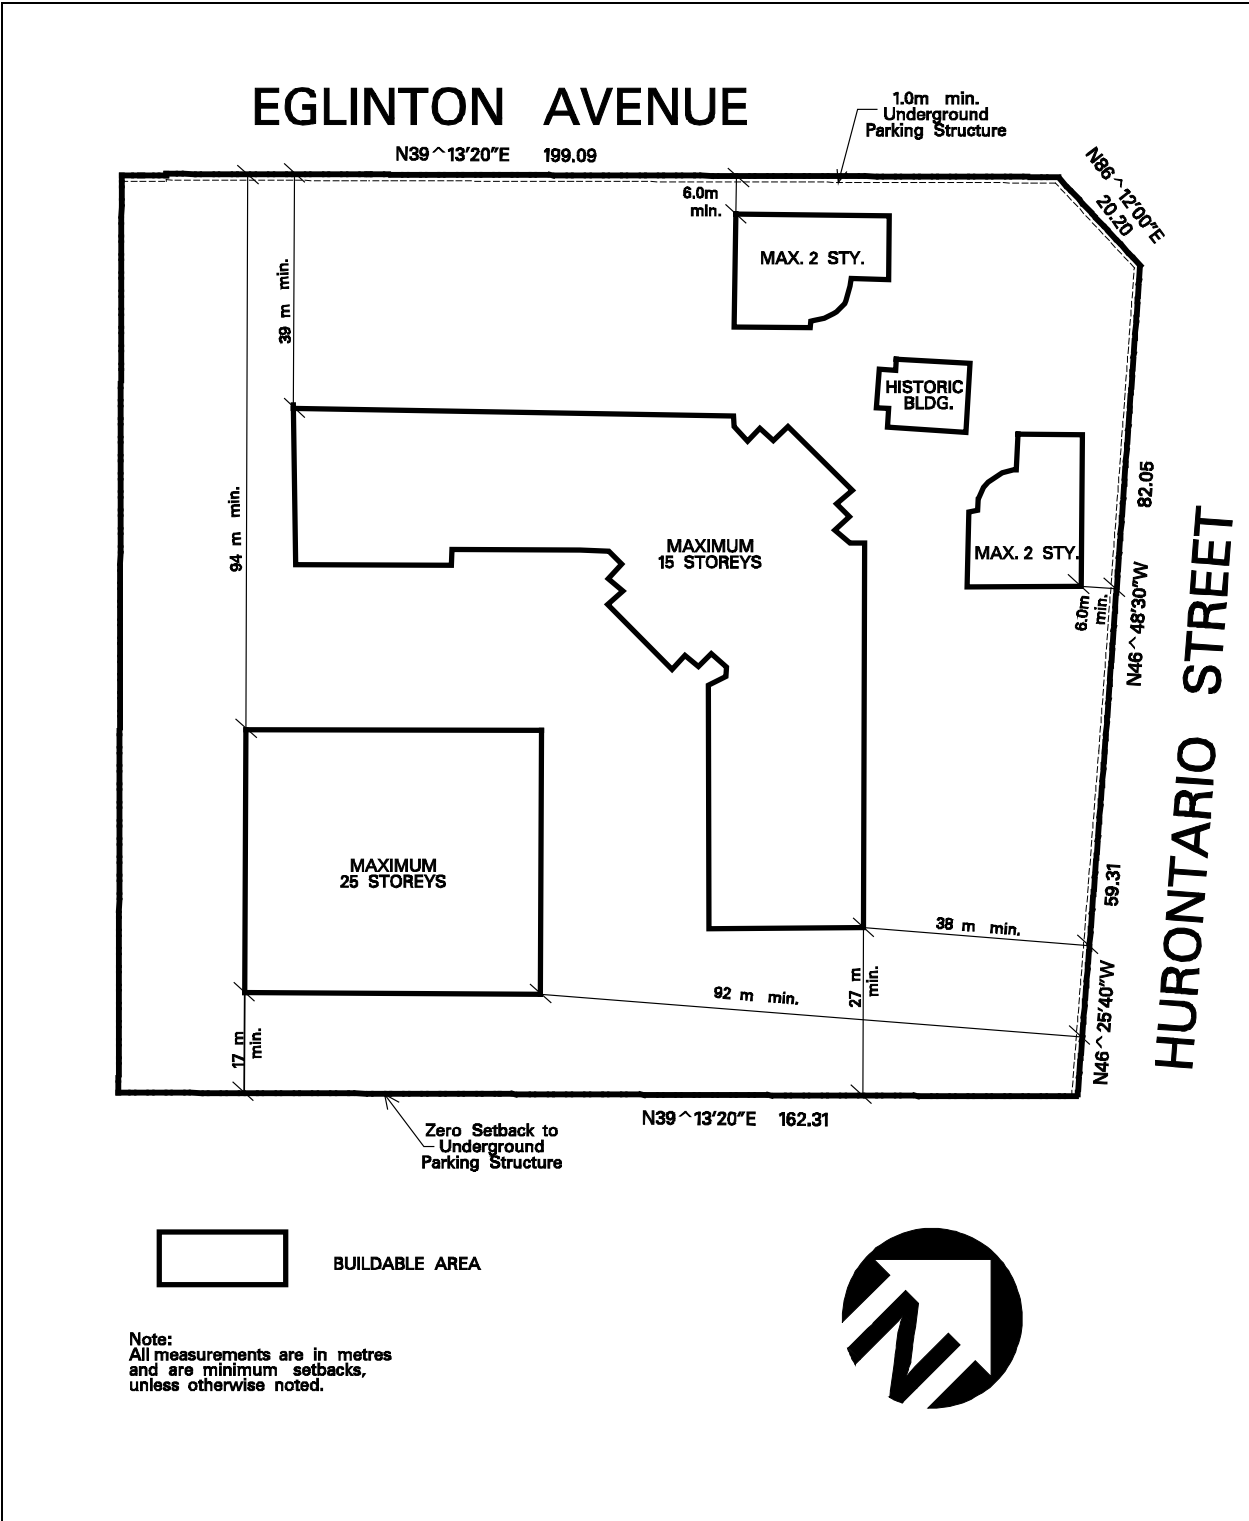 EGLINTON AVENUE
1.0m min.
Underground
Parking Structure
N39^13'20"E 199.09
N86^12'00"E
20.20
6.0m
min.
MAX. 2 STY.
39 m min.
HISTORIC
BLDG.
82.05
94 m min.
MAXIMUM
15 STOREYS
MAX. 2 STY.
6.0m
min.
N46^48'30"W
HURONTARIO STREET
MAXIMUM
25 STOREYS
59.31
38 m min.
92 m min.
27 m
min.
17 m
min.
N46^25'40"W
N39^13'20"E 162.31
Zero Setback to
Underground
Parking Structure
BUILDABLE AREA
N
Note:
All measurements are in metres
and are minimum setbacks,
unless otherwise noted.